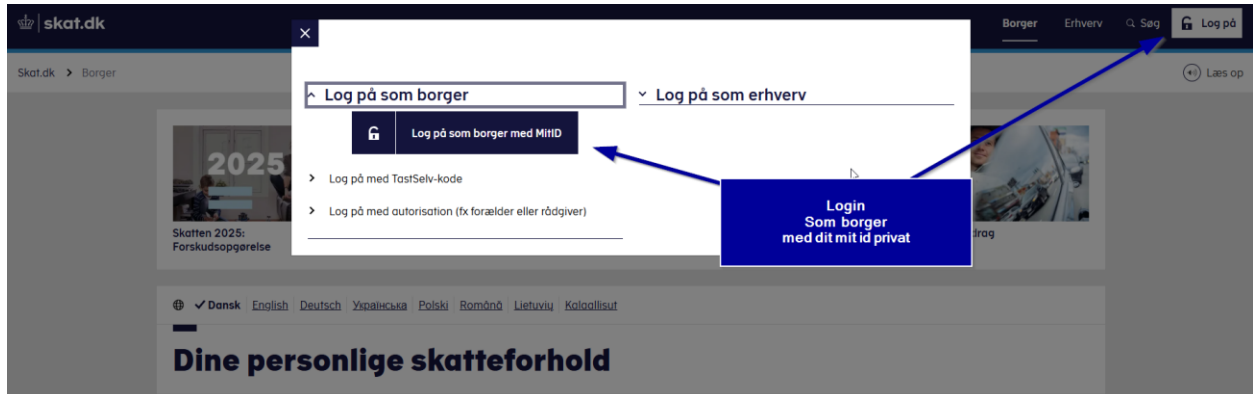 skat.dk
Borger
Erhverv
Søg
Log på
Skat.dk > Borger
Læs op
Log på som borger
Log på som erhverv
Log på som borger med MitID
Log på med TastSelv-kode
Log på med autorisation (fx forælder eller rådgiver)
Login
Som borger
med dit mit id privat
2025
Skatten 2025:
Forskudsopgørelse
drag
Dansk English Deutsch Українська Polski Română Lietuvių Kalaallisut
Dine personlige skatteforhold